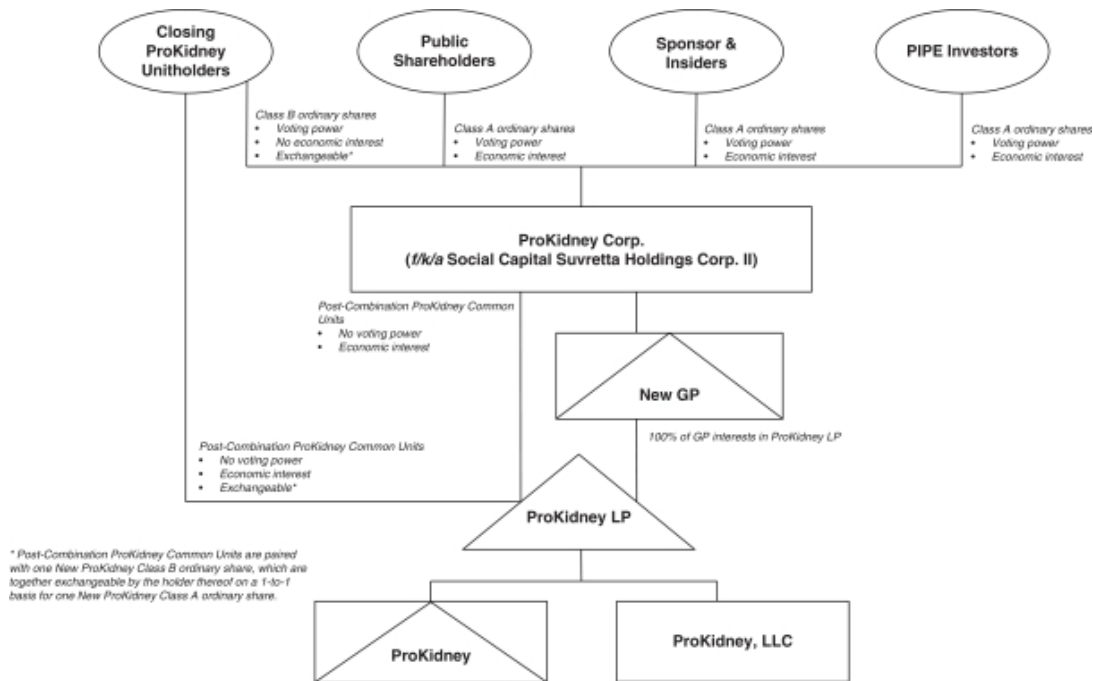 Closing
ProKidney
Unitholders
Public
Shareholders
Sponsor &
Insiders
PIPE Investors
Class B ordinary shares
• Voting power
• No economic interest
• Exchangeable*
Class A ordinary shares
• Voting power
• Economic interest
Class A ordinary shares
• Voting power
• Economic interest
Class A ordinary shares
• Voting power
• Economic interest
ProKidney Corp.
(f/k/a Social Capital Suvretta Holdings Corp. II)
Post-Combination ProKidney Common
Units
• No voting power
• Economic interest
New GP
100% of GP interests in ProKidney LP
Post-Combination ProKidney Common Units
• No voting power
• Economic interest
• Exchangeable*
ProKidney LP
* Post-Combination ProKidney Common Units are paired
with one New ProKidney Class B ordinary share, which are
together exchangeable by the holder thereof on a 1-to-1
basis for one New ProKidney Class A ordinary share.
ProKidney
ProKidney, LLC